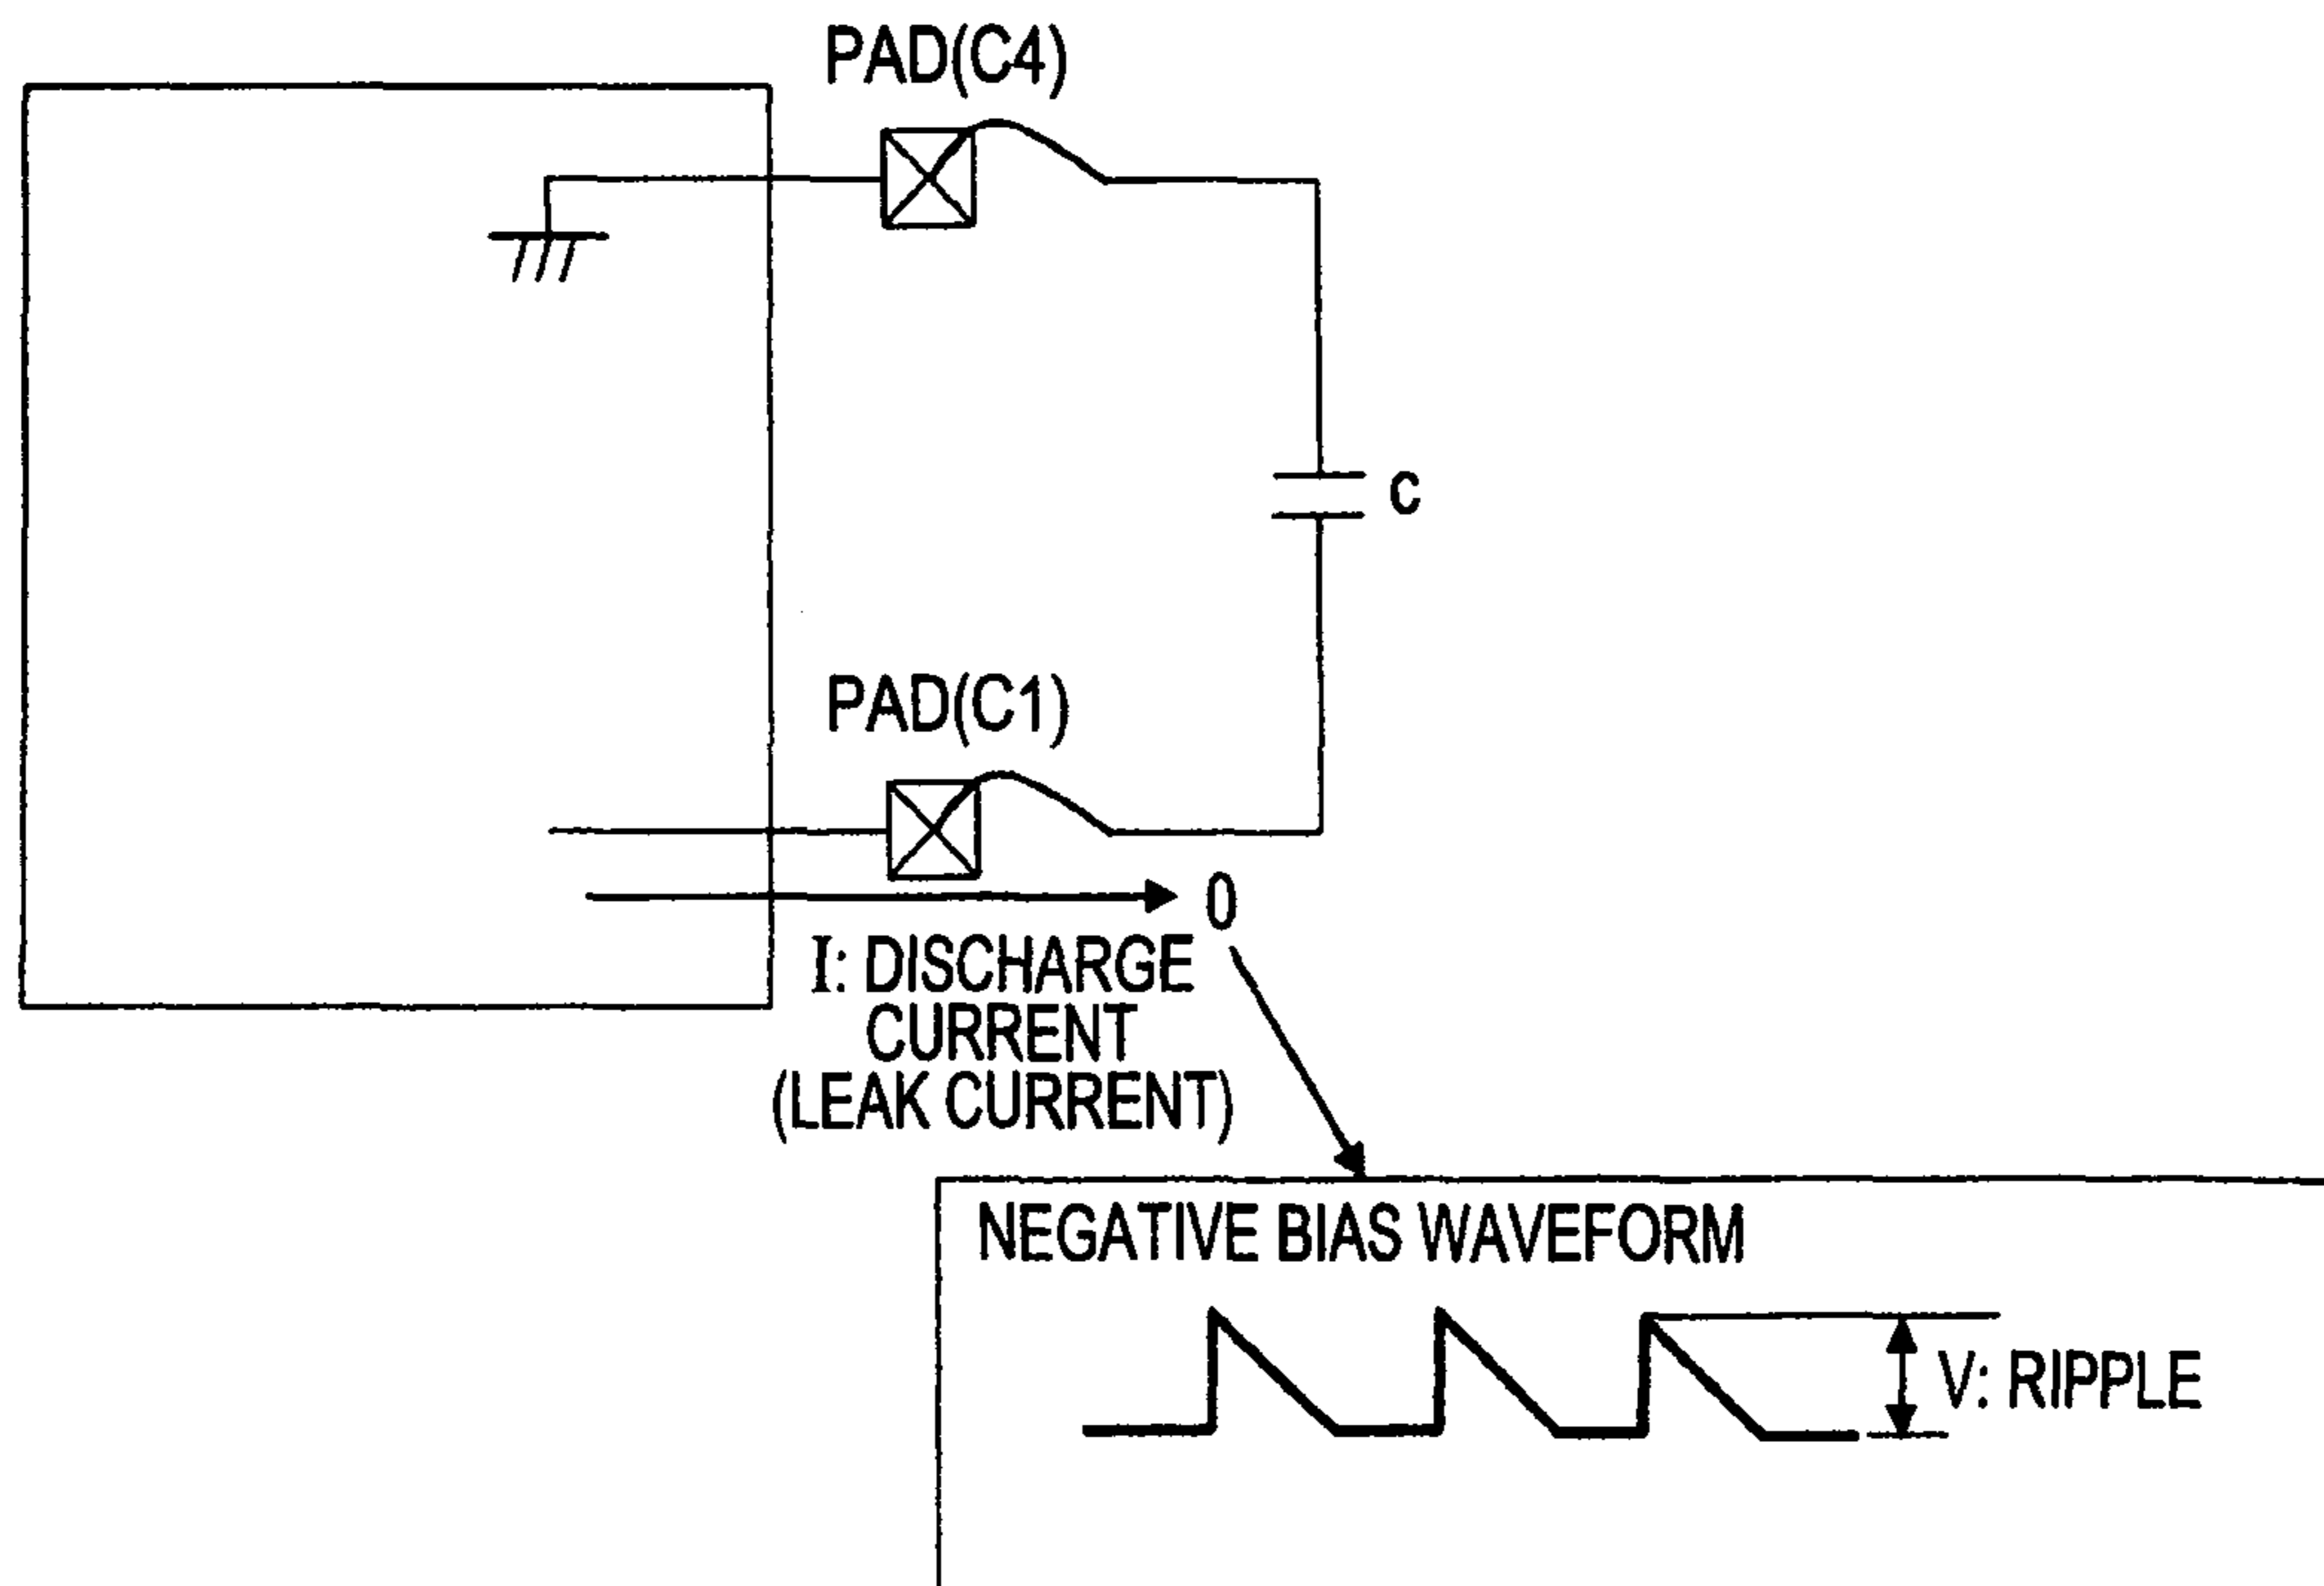 PAD(C4)
C
PAD(C1)
0
I: DISCHARGE
CURRENT
(LEAK CURRENT)
NEGATIVE BIAS WAVEFORM
V: RIPPLE